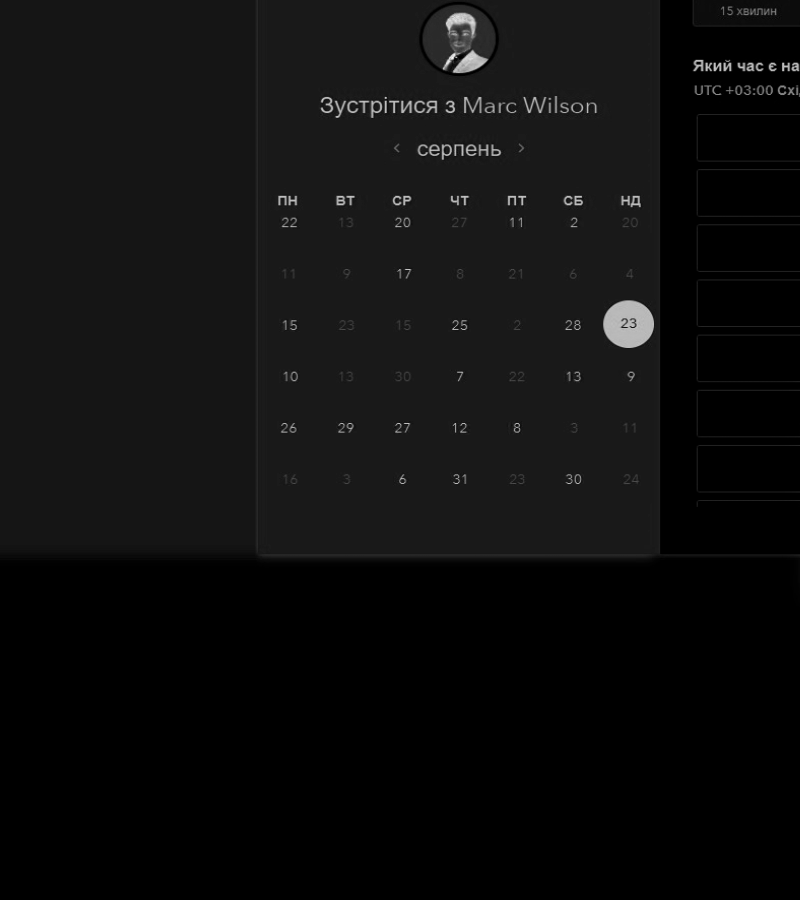 Зустрітися з Marc Wilson
серпень
ПН ВТ СР ЧТ ПТ СБ НД
22 13 20 27 11 2 20
11 9 17 8 21 6 4
15 23 15 25 2 28 23
10 13 30 7 22 13 9
26 29 27 12 8 3 11
16 3 6 31 23 30 24
15 хвилин
Який час є
UTC +03:00